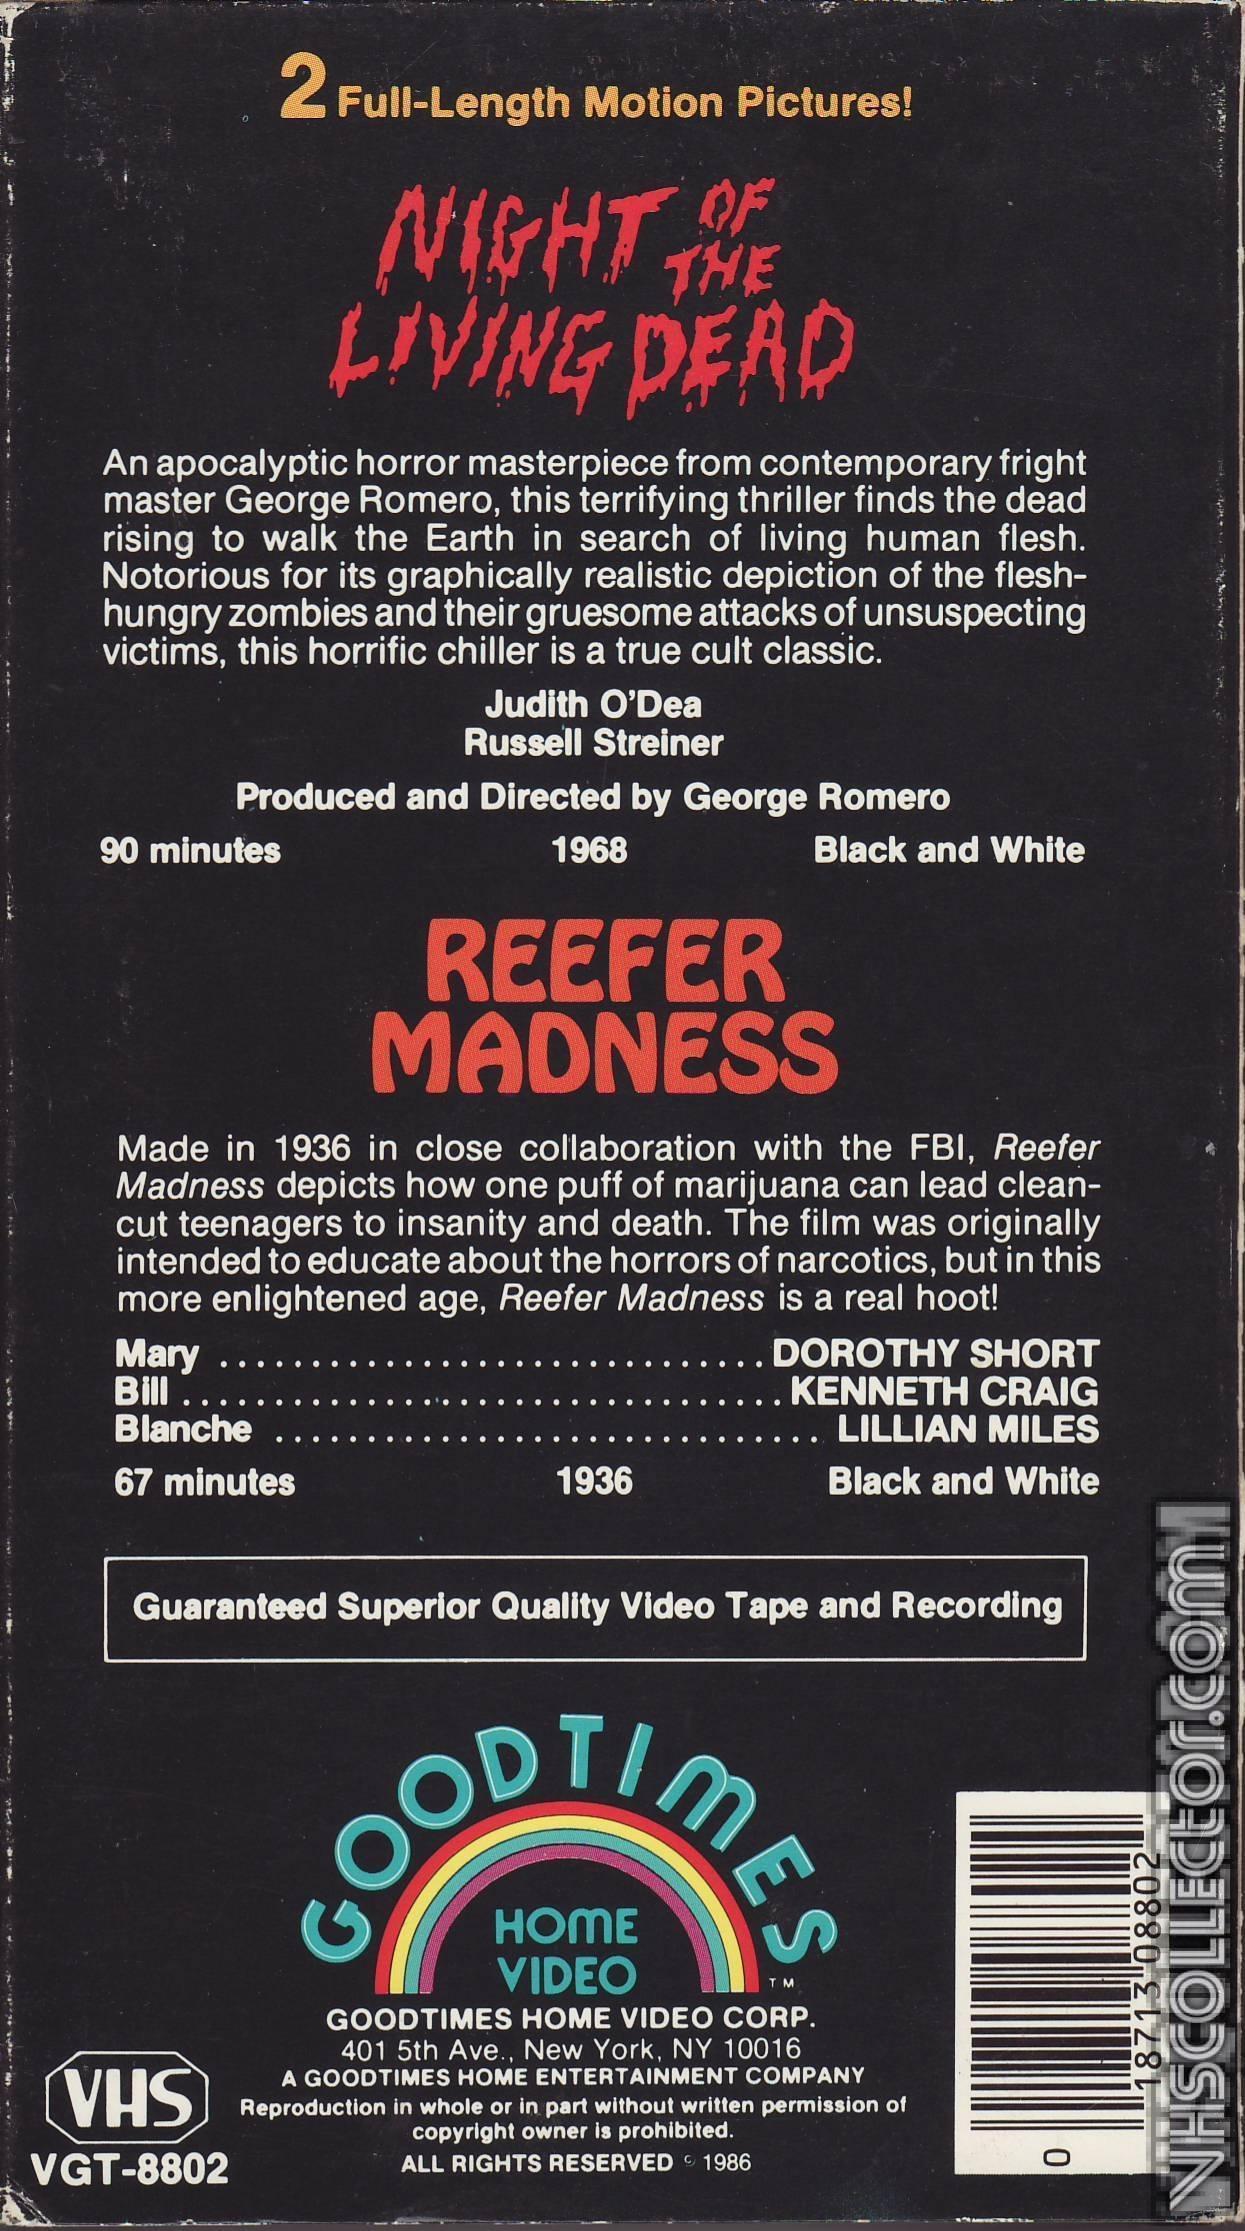 2 Full-Length Motion Pictures!
NIGHT OF THE
LIVING DEAD
An apocalyptic horror masterpiece from contemporary fright
master George Romero, this terrifying thriller finds the dead
rising to walk the Earth in search of living human flesh.
Notorious for its graphically realistic depiction of the flesh-
hungry zombies and their gruesome attacks of unsuspecting
victims, this horrific chiller is a true cult classic.
Judith O'Dea
Russell Streiner
Produced and Directed by George Romero
90 minutes 1968 Black and White
REEFER
MADNESS
Made in 1936 in close collaboration with the FBI, Reefer
Madness depicts how one puff of marijuana can lead clean-
cut teenagers to insanity and death. The film was originally
intended to educate about the horrors of narcotics, but in this
more enlightened age, Reefer Madness is a real hoot!
Mary .............................. DOROTHY SHORT
Bill ................................. KENNETH CRAIG
Blanche .............................. LILLIAN MILES
67 minutes 1936 Black and White
Guaranteed Superior Quality Video Tape and Recording
GOODTIMES
HOME
VIDEO
TM
GOODTIMES HOME VIDEO CORP.
401 5th Ave., New York, NY 10016
A GOODTIMES HOME ENTERTAINMENT COMPANY
Reproduction in whole or in part without written permission of
copyright owner is prohibited.
ALL RIGHTS RESERVED © 1986
VHS
VGT-8802
18713 08802
0
VHSCOLLECTOR.COM